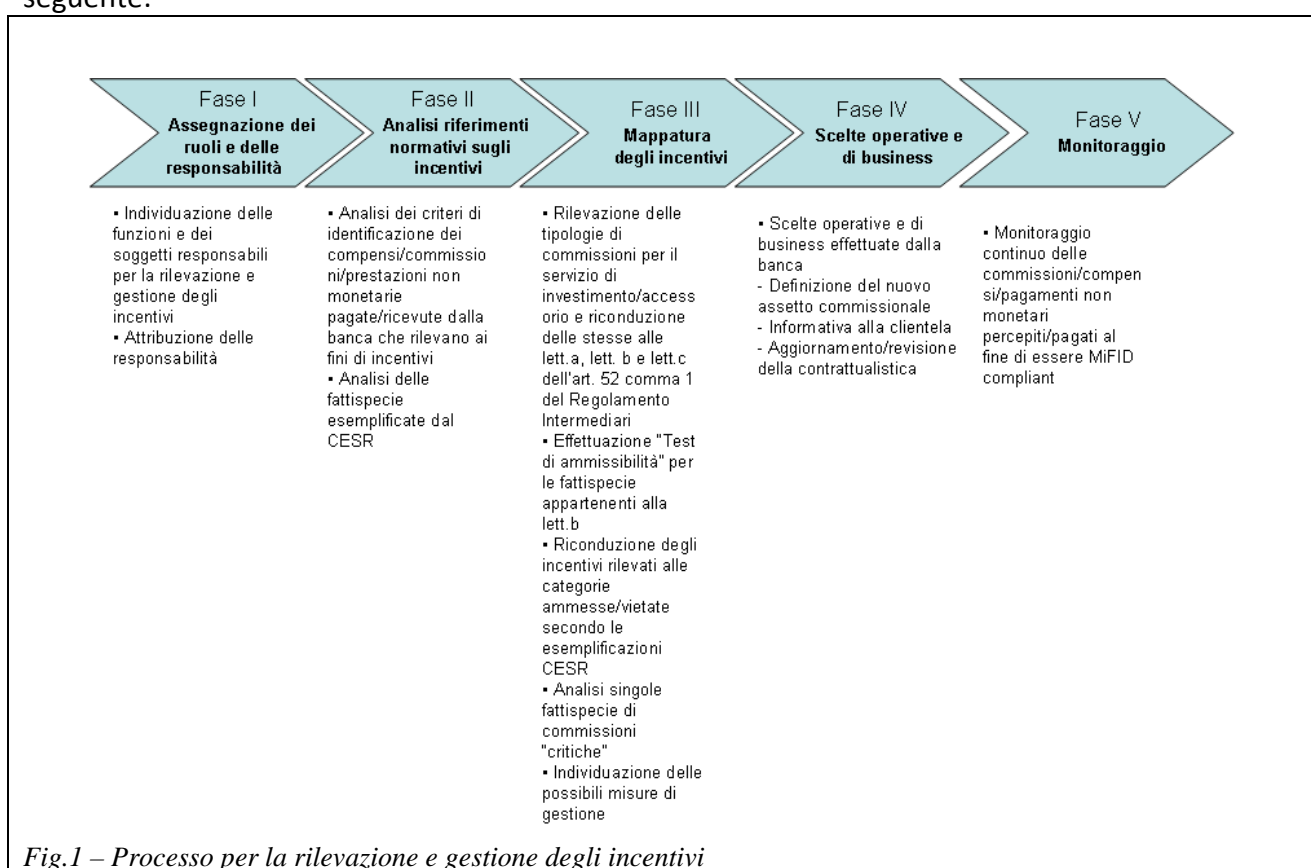 seguente:
Fase I
Assegnazione dei
ruoli e delle
responsabilità
Fase II
Analisi riferimenti
normativi sugli
incentivi
Fase III
Mappatura
degli incentivi
Fase IV
Scelte operative e
di business
Fase V
Monitoraggio
▪ Individuazione delle
funzioni e dei
soggetti responsabili
per la rilevazione e
gestione degli
incentivi
▪ Attribuzione delle
responsabilità
▪ Analisi dei criteri di
identificazione dei
compensi/commissio
ni/prestazioni non
monetarie
pagate/ricevute dalla
banca che rilevano ai
fini di incentivi
▪ Analisi delle
fattispecie
esemplificate dal
CESR
▪ Rilevazione delle
tipologie di
commissioni per il
servizio di
investimento/access
orio e riconduzione
delle stesse alle
lett.a, lett. b e lett.c
dell'art. 52 comma 1
del Regolamento
Intermediari
▪ Effettuazione "Test
di ammissibilità" per
le fattispecie
appartenenti alla
lett.b
▪ Riconduzione degli
incentivi rilevati alle
categorie
ammesse/vietate
secondo le
esemplificazioni
CESR
▪ Analisi singole
fattispecie di
commissioni
"critiche"
▪ Individuazione delle
possibili misure di
gestione
▪ Scelte operative e di
business effettuate dalla
banca
- Definizione del nuovo
assetto commissionale
- Informativa alla clientela
- Aggiornamento/revisione
della contrattualistica
▪ Monitoraggio
continuo delle
commissioni/compen
si/pagamenti non
monetari
percepiti/pagati al
fine di essere MiFID
compliant
Fig.1 – Processo per la rilevazione e gestione degli incentivi